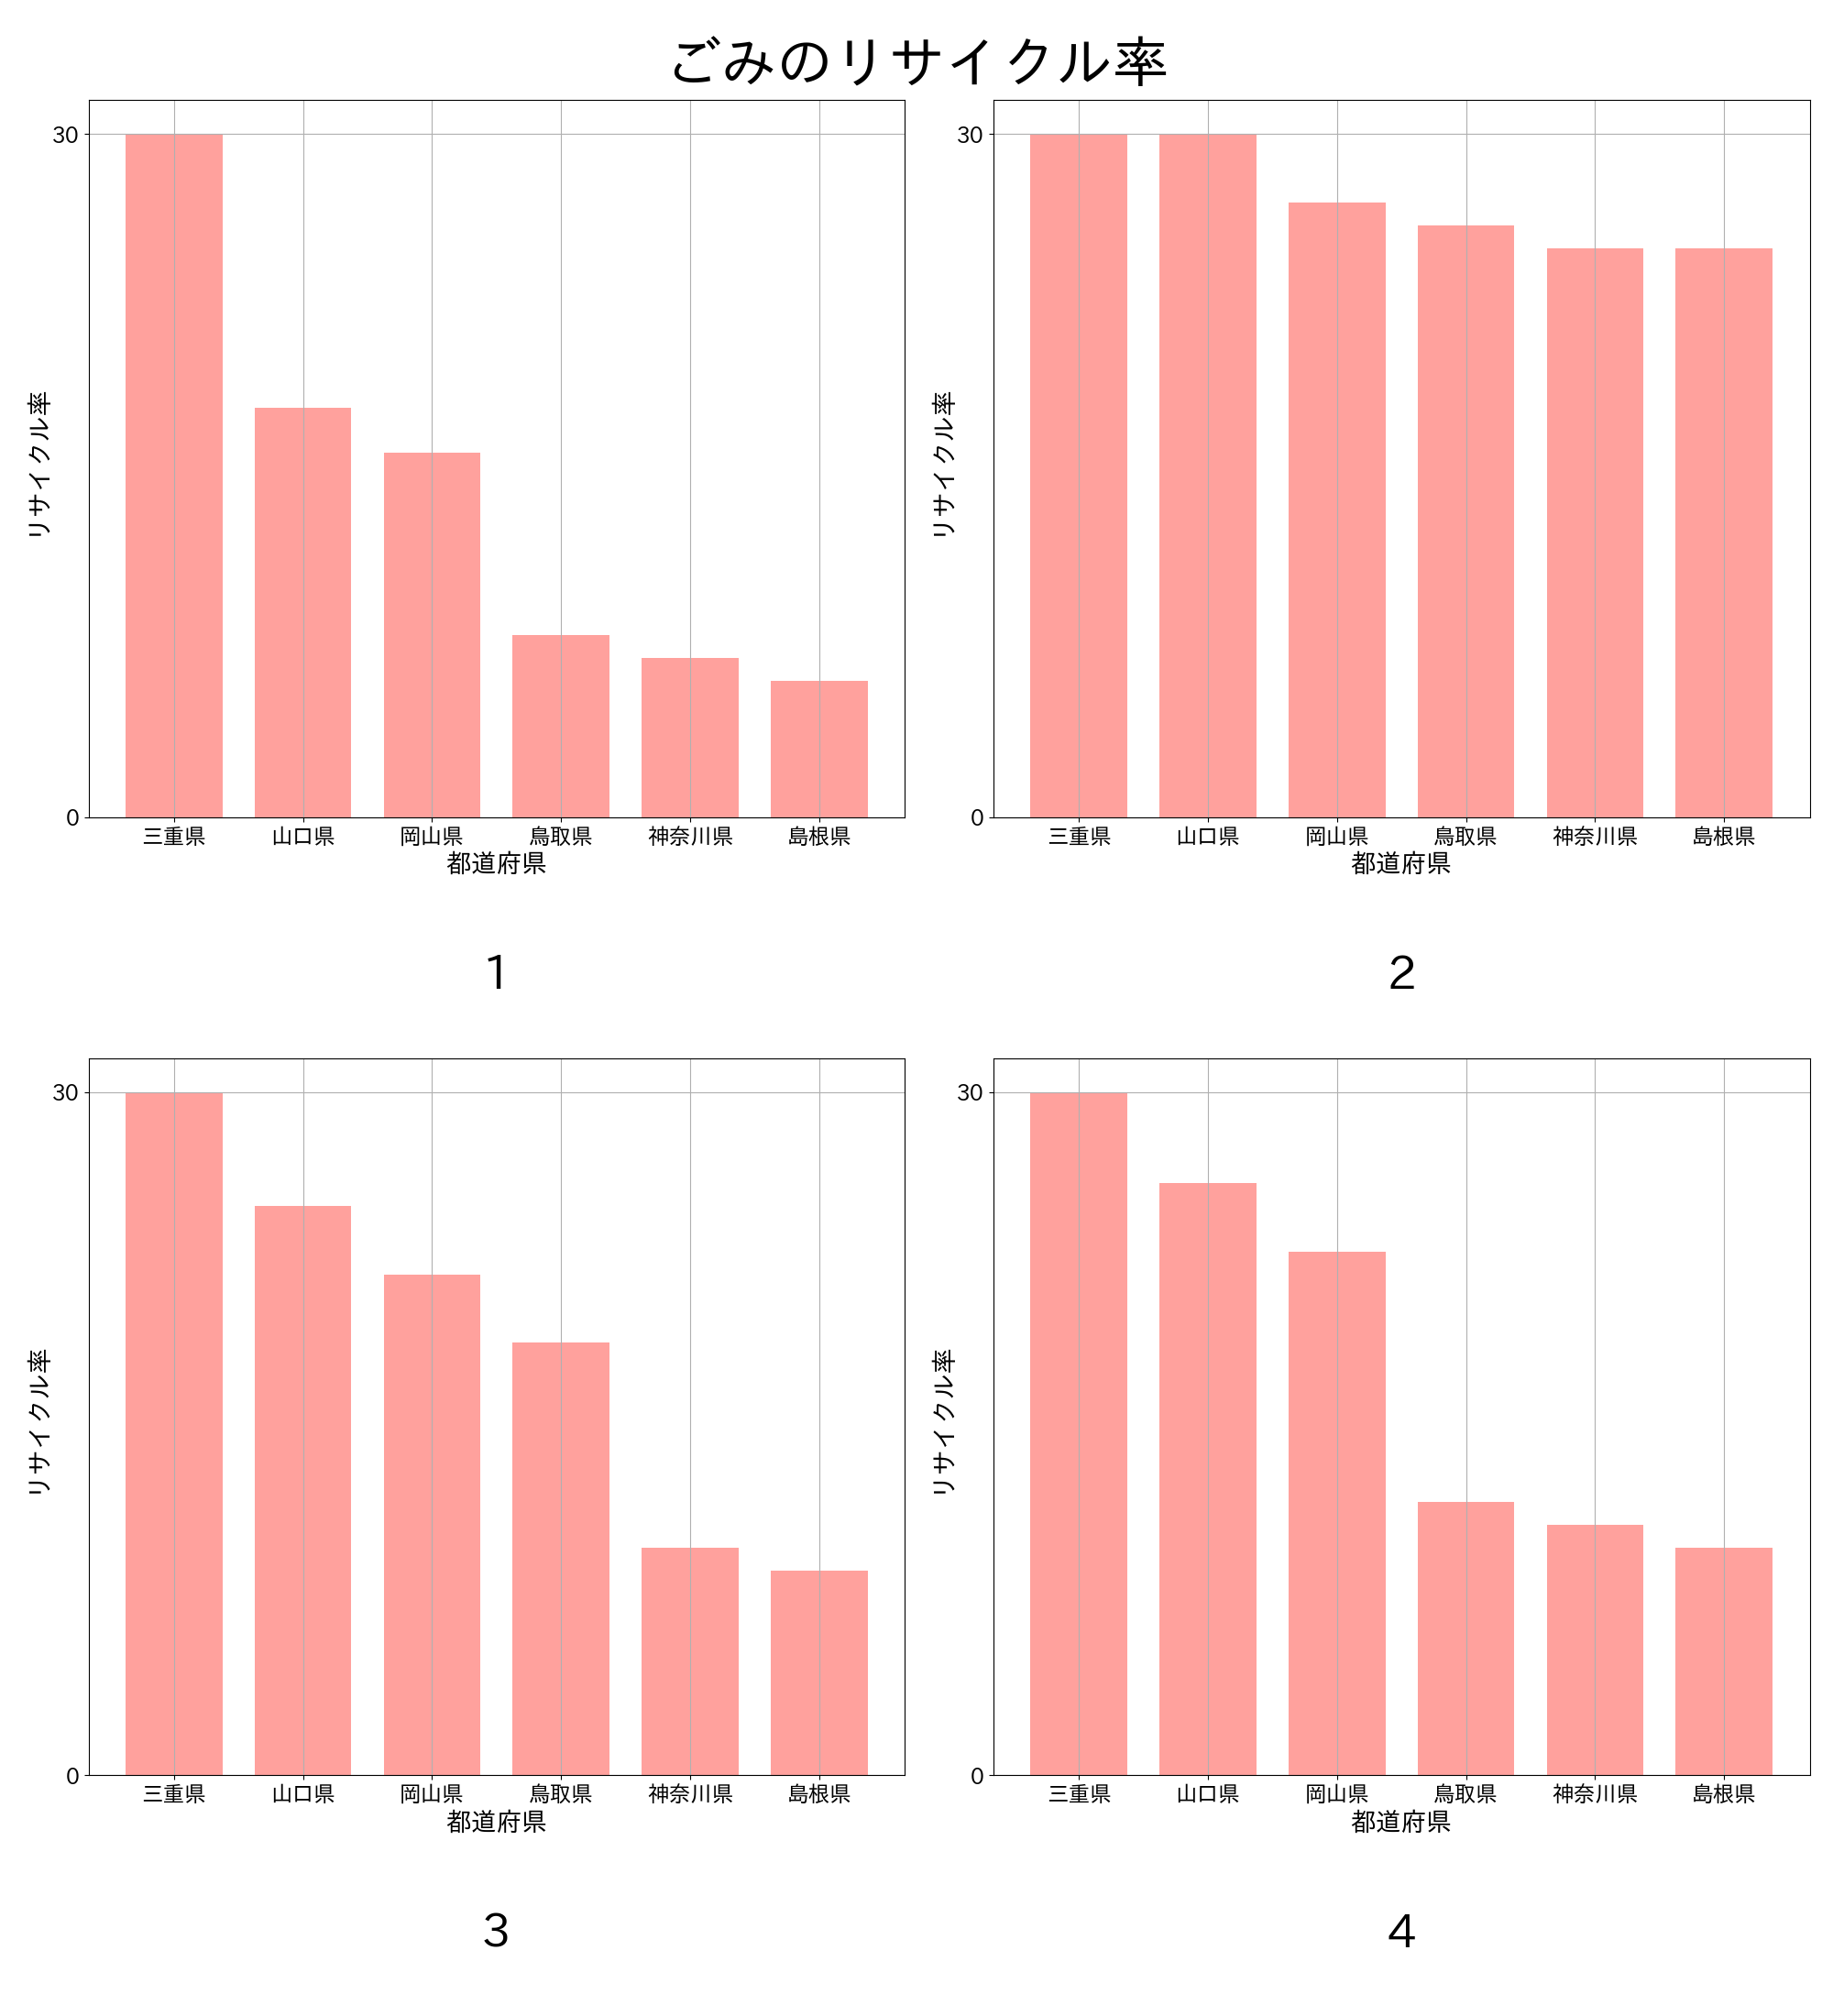 ごみのリサイクル率
30
0
リサイクル率
三重県 山口県 岡山県 鳥取県 神奈川県 島根県
都道府県
1
30
0
リサイクル率
三重県 山口県 岡山県 鳥取県 神奈川県 島根県
都道府県
2
30
0
リサイクル率
三重県 山口県 岡山県 鳥取県 神奈川県 島根県
都道府県
3
30
0
リサイクル率
三重県 山口県 岡山県 鳥取県 神奈川県 島根県
都道府県
4